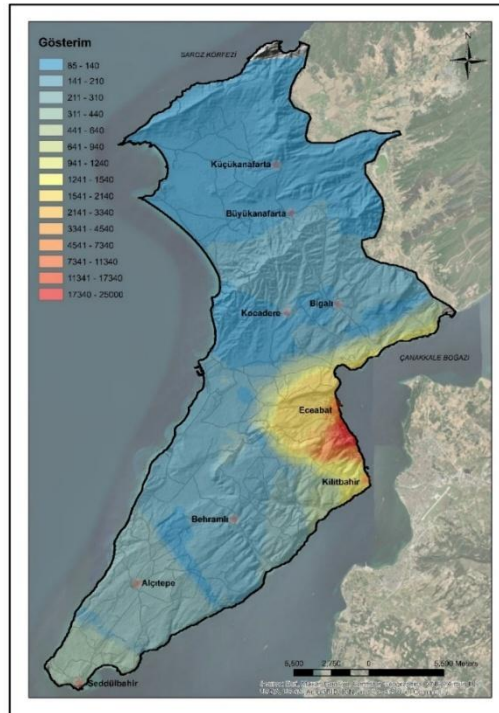 Gösterim
85 - 140
141 - 210
211 - 310
311 - 440
441 - 640
641 - 940
941 - 1240
1241 - 1540
1541 - 2140
2141 - 3340
3341 - 4540
4541 - 7340
7341 - 11340
11341 - 17340
17340 - 25000
SAROZ KÖRFEZİ
N
Küçükanafarta
Büyükanafarta
Kocadere
Bigalı
ÇANAKKALE BOĞAZI
Eceabat
Kilitbahir
Behramlı
Alçıtepe
Seddülbahir
5,500 2,750 0 5,500 Meters